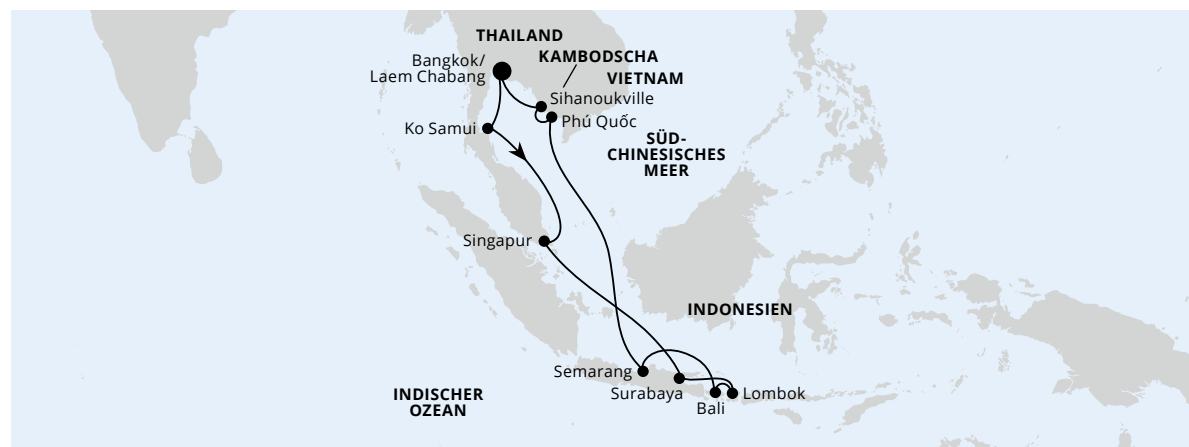 THAILAND
Bangkok/
Laem Chabang
KAMBODSCHA
VIETNAM
Sihanoukville
Phú Quốc
Ko Samui
SÜD-
CHINESISCHES
MEER
Singapur
INDONESIEN
Semarang
Surabaya
Bali
Lombok
INDISCHER
OZEAN